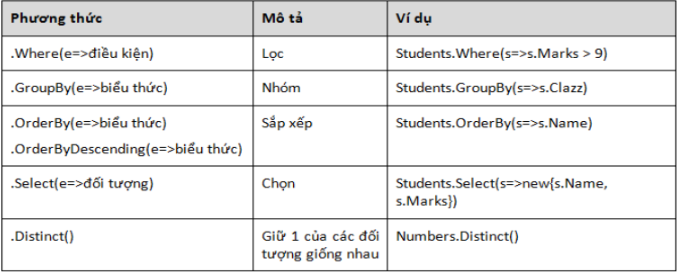 Phương thức Mô tả Ví dụ
.Where(e=>điều kiện) Lọc Students.Where(s=>s.Marks > 9)
.GroupBy(e=>biểu thức) Nhóm Students.GroupBy(s=>s.Clazz)
.OrderBy(e=>biểu thức) Sắp xếp Students.OrderBy(s=>s.Name)
.OrderByDescending(e=>biểu thức)
.Select(e=>đối tượng) Chọn Students.Select(s=>new{s.Name,
s.Marks})
.Distinct() Giữ 1 của các đối Numbers.Distinct()
tượng giống nhau